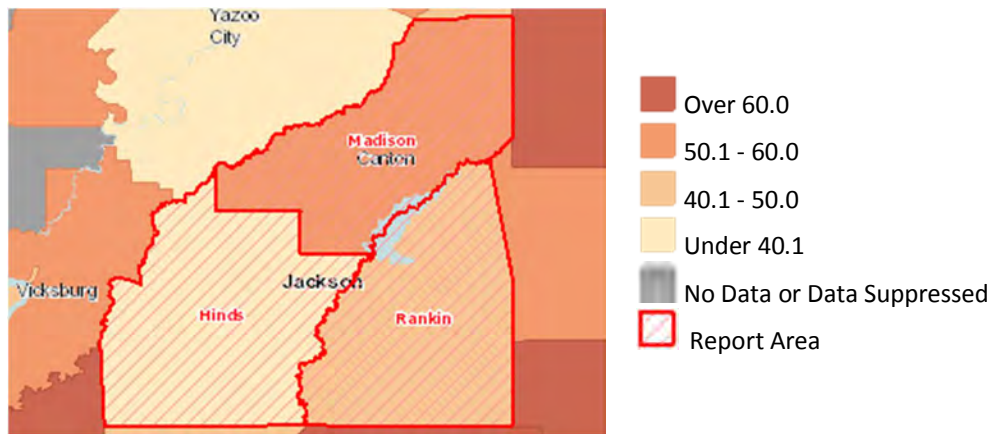 Yazoo
City
Madison
Canton
Vicksburg
Jackson
Hinds
Rankin
Over 60.0
50.1 - 60.0
40.1 - 50.0
Under 40.1
No Data or Data Suppressed
Report Area